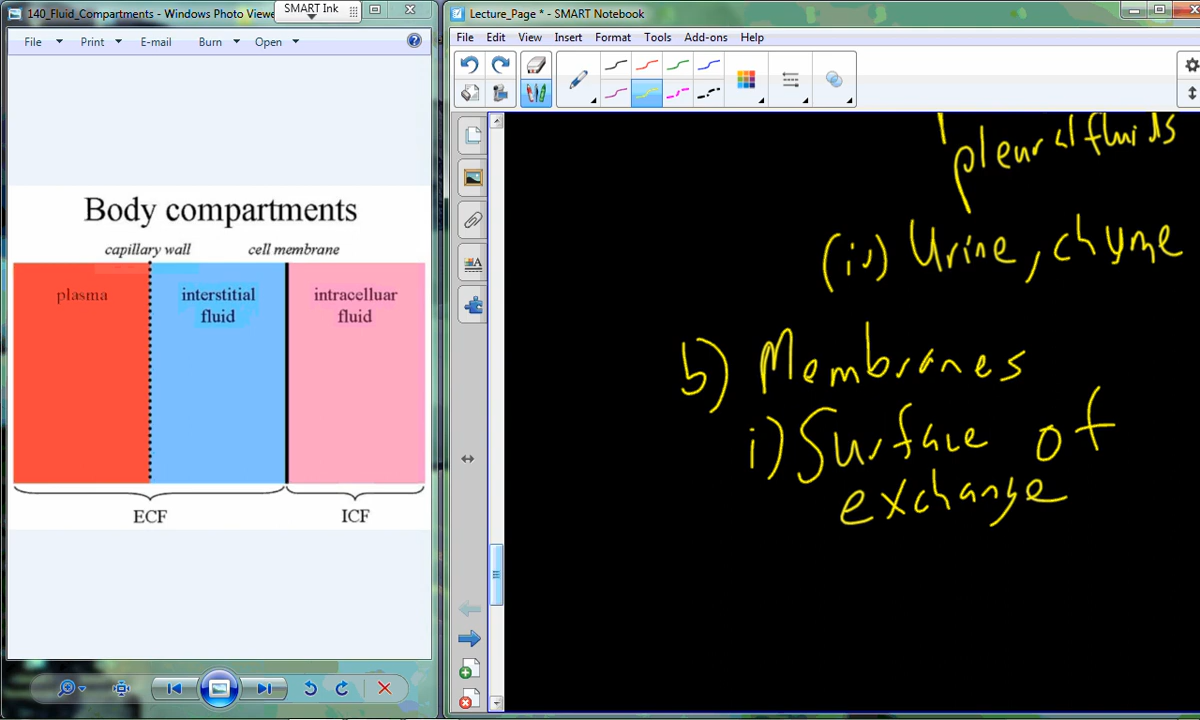 140_Fluid_Compartments - Windows Photo Viewe
SMART Ink
File Print E-mail Burn Open
Body compartments
capillary wall cell membrane
plasma interstitial fluid intracelluar fluid
ECF ICF
Lecture_Page * - SMART Notebook
File Edit View Insert Format Tools Add-ons Help
pleural fluids
(iv) Urine, chyme
b) Membranes
i) Surface of
exchange